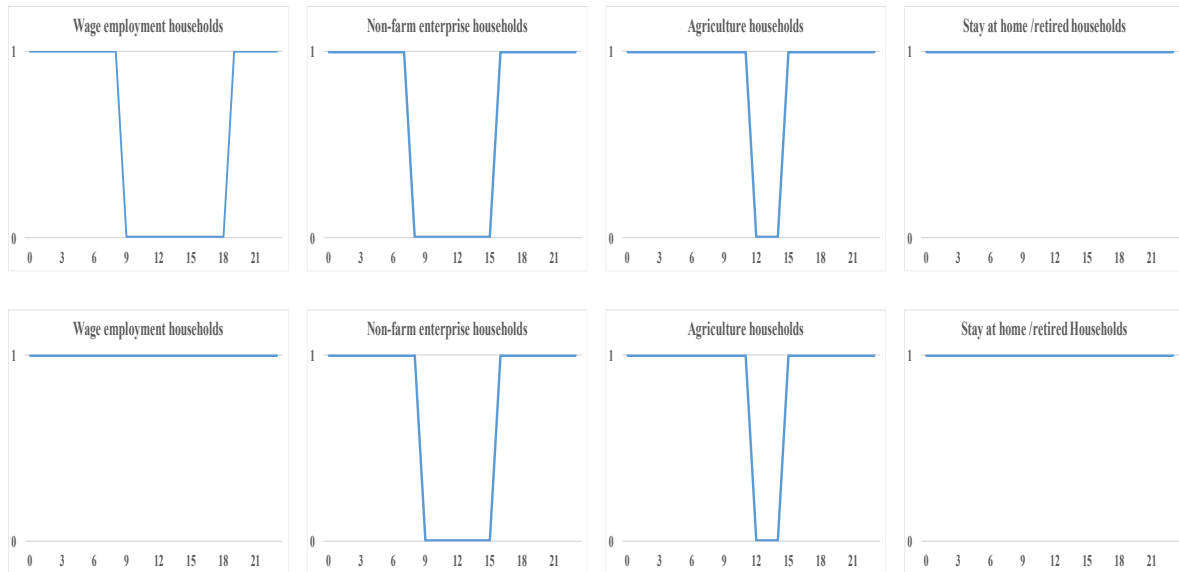 Wage employment households
1
0
0 3 6 9 12 15 18 21
Non-farm enterprise households
1
0
0 3 6 9 12 15 18 21
Agriculture households
1
0
0 3 6 9 12 15 18 21
Stay at home /retired households
1
0
0 3 6 9 12 15 18 21
Wage employment households
1
0
0 3 6 9 12 15 18 21
Non-farm enterprise households
1
0
0 3 6 9 12 15 18 21
Agriculture households
1
0
0 3 6 9 12 15 18 21
Stay at home /retired Households
1
0
0 3 6 9 12 15 18 21